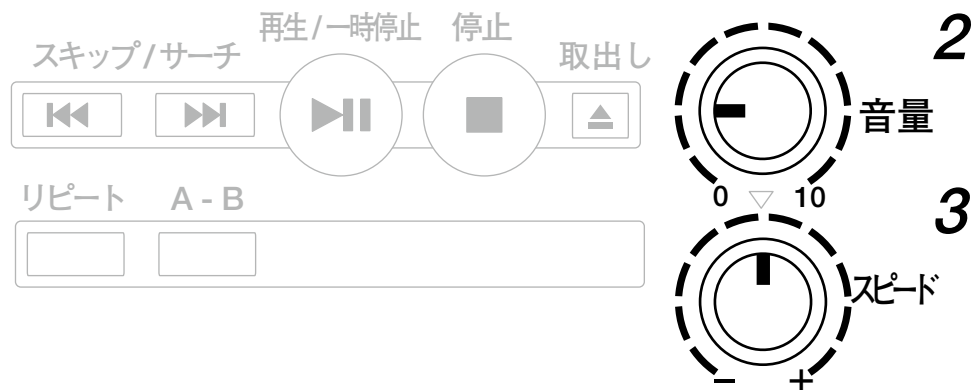 再生/一時停止 停止
スキップ/サーチ 取出し
2
音量
0 10
リピート A - B
3
スピード
- +